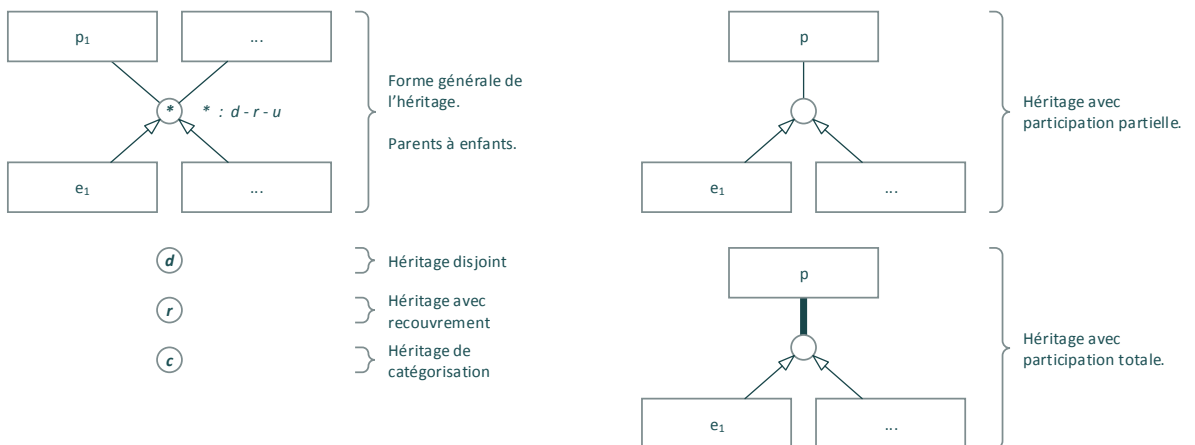 p₁
...
*
* : d - r - u
e₁
...
Forme générale de
l'héritage.
Parents à enfants.
d
Héritage disjoint
r
Héritage avec
recouvrement
c
Héritage de
catégorisation
p
e₁
...
Héritage avec
participation partielle.
p
e₁
...
Héritage avec
participation totale.